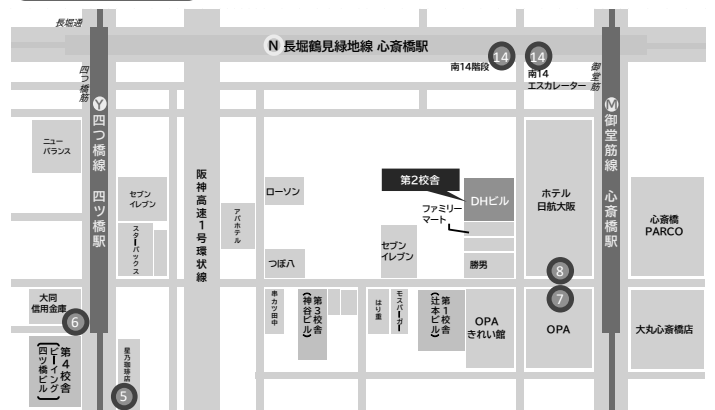 長堀通
N 長堀鶴見緑地線 心斎橋駅
14
14
南14階段
南14
エスカレーター
四つ橋筋
御堂筋
Y 四つ橋線 四ツ橋駅
M 御堂筋線 心斎橋駅
ニュー
バランス
セブン
イレブン
スターバックス
阪神高速1号環状線
アパホテル
ローソン
つぼ八
第2校舎
DHビル
ファミリー
マート
セブン
イレブン
勝男
ホテル
日航大阪
心斎橋
PARCO
8
7
大同
信用金庫
6
串カツ田中
第3校舎
(神谷ビル)
はり重
モスバーガー
第1校舎
(辻本ビル)
OPA
きれい館
OPA
大丸心斎橋店
第4校舎
(ビーイング
四ツ橋ビル)
星乃珈琲店
5